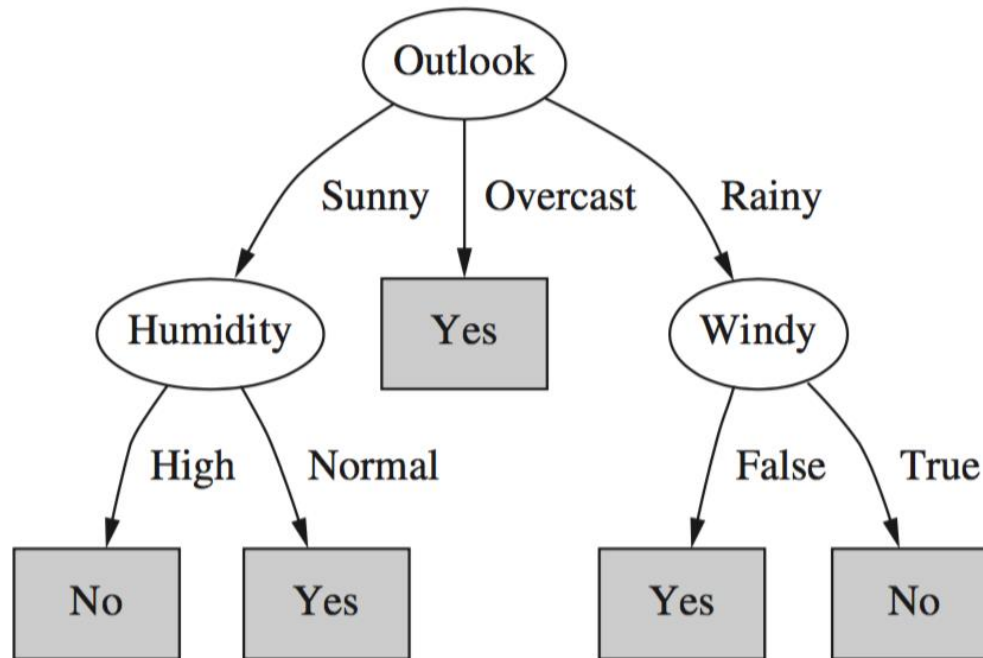 Outlook
Sunny Overcast Rainy
Humidity Yes Windy
High Normal False True
No Yes Yes No